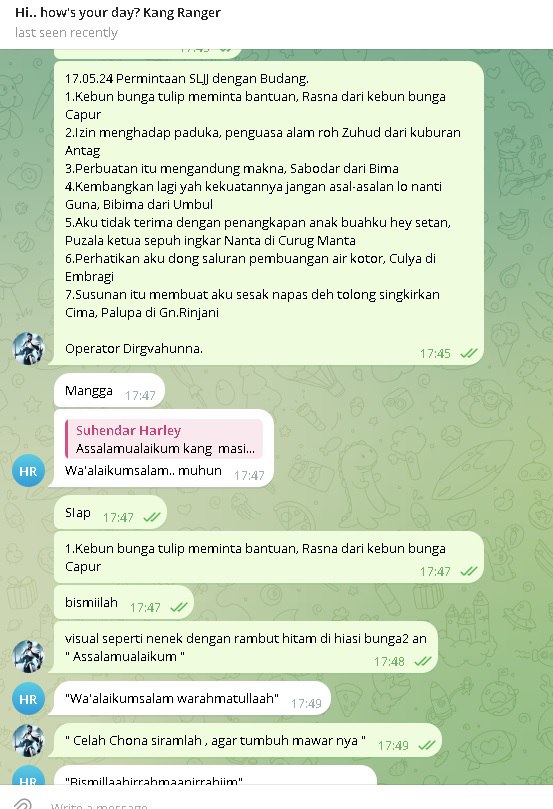 Hi.. how's your day? Kang Ranger
last seen recently
17:45
17.05.24 Permintaan SLJJ dengan Budang.
1.Kebun bunga tulip meminta bantuan, Rasna dari kebun bunga
Capur
2.Izin menghadap paduka, penguasa alam roh Zuhud dari kuburan
Antag
3.Perbuatan itu mengandung makna, Sabodar dari Bima
4.Kembangkan lagi yah kekuatannya jangan asal-asalan lo nanti
Guna, Bibima dari Umbul
5.Aku tidak terima dengan penangkapan anak buahku hey setan,
Puzala ketua sepuh ingkar Nanta di Curug Manta
6.Perhatikan aku dong saluran pembuangan air kotor, Culya di
Embragi
7.Susunan itu membuat aku sesak napas deh tolong singkirkan
Cima, Palupa di Gn.Rinjani
Operator Dirgvahunna.
17:45
Mangga 17:47
Suhendar Harley
Assalamualaikum kang masi...
HR
Wa'alaikumsalam.. muhun 17:47
SIap 17:47
1.Kebun bunga tulip meminta bantuan, Rasna dari kebun bunga
Capur 17:47
bismiilah 17:47
visual seperti nenek dengan rambut hitam di hiasi bunga2 an
" Assalamualaikum " 17:48
HR
"Wa'alaikumsalam warahmatullaah" 17:49
" Celah Chona siramlah , agar tumbuh mawar nya " 17:49
HR
"Bismillaahirrahmaanirrahiim"
Write a message...